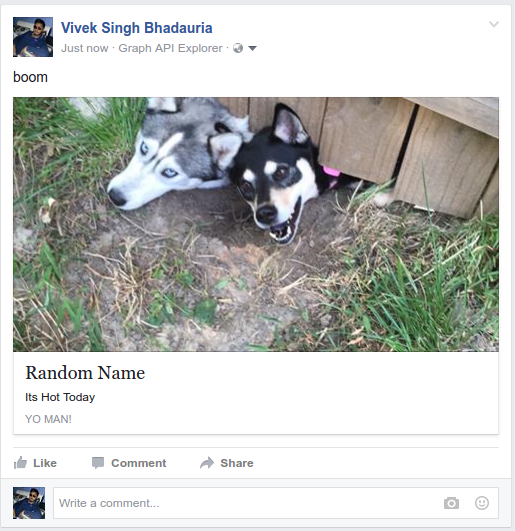 Vivek Singh Bhadauria
Just now · Graph API Explorer ·
boom
Random Name
Its Hot Today
YO MAN!
Like Comment Share
Write a comment...